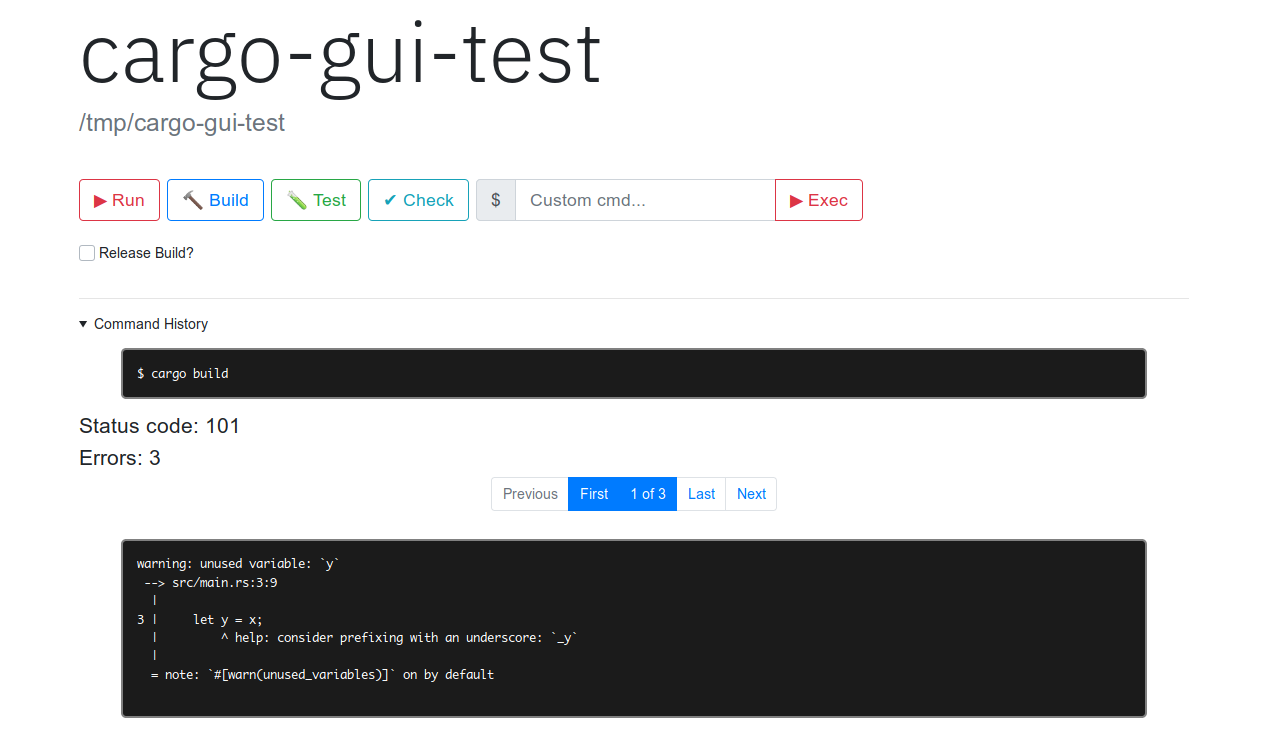 cargo-gui-test
/tmp/cargo-gui-test
▶ Run 🔨 Build 🧪 Test ✔ Check $ Custom cmd... ▶ Exec
Release Build?
▼ Command History
$ cargo build
Status code: 101
Errors: 3
Previous First 1 of 3 Last Next
warning: unused variable: `y`
 --> src/main.rs:3:9
  |
3 |     let y = x;
  |         ^ help: consider prefixing with an underscore: `_y`
  |
  = note: `#[warn(unused_variables)]` on by default